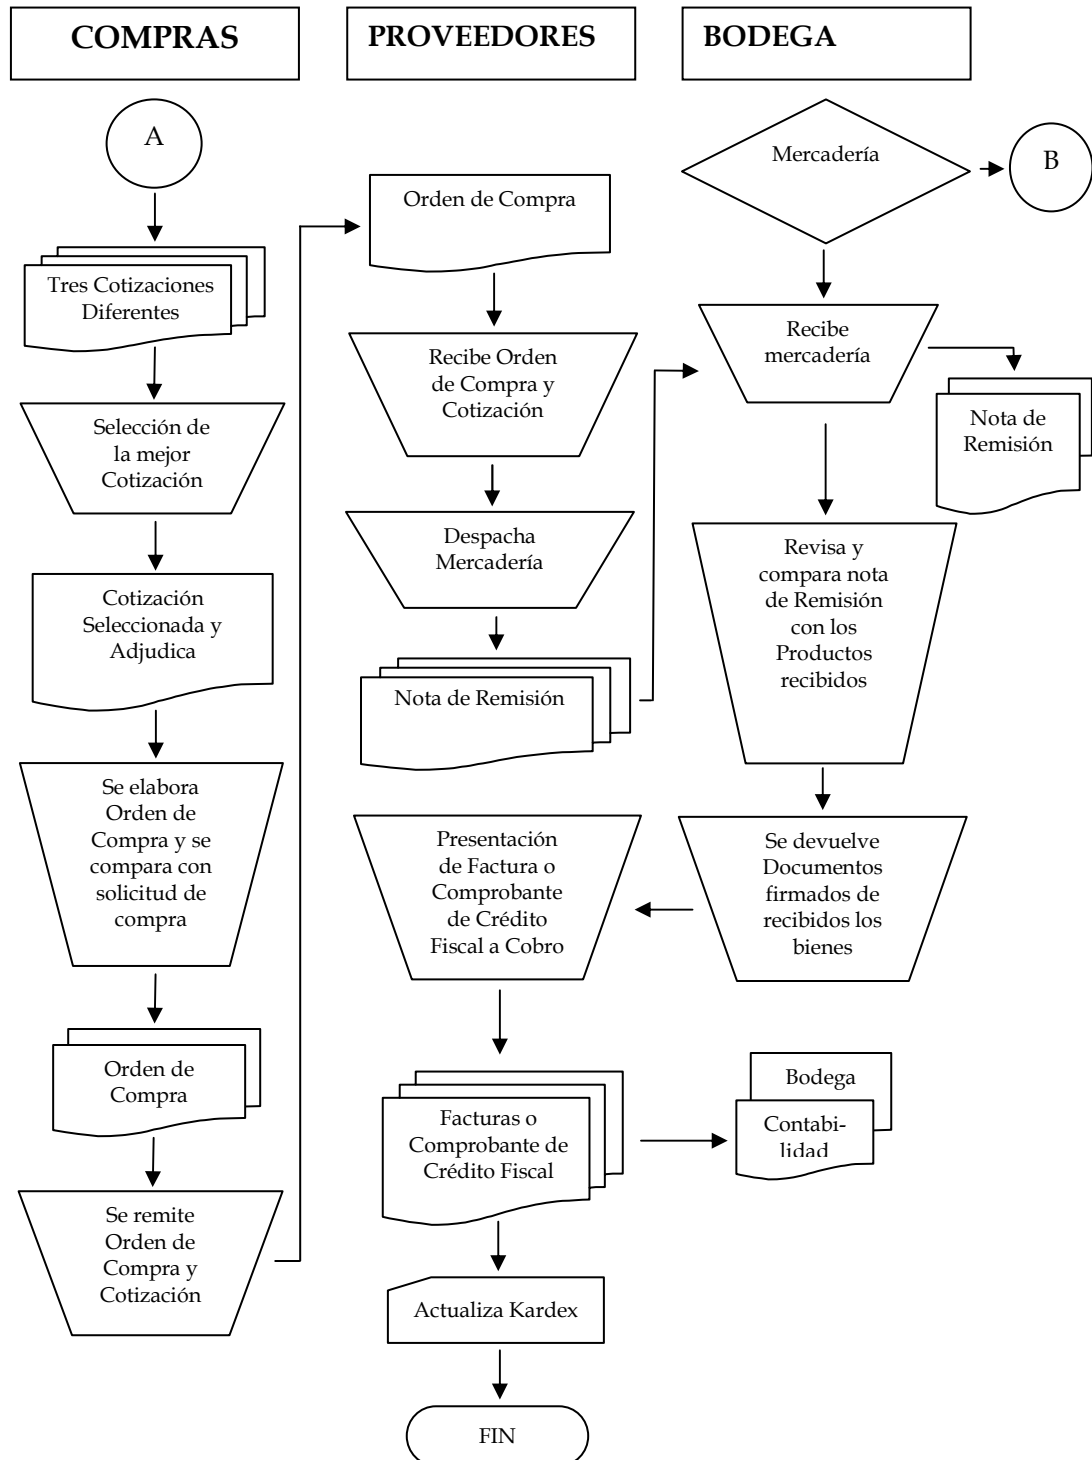 COMPRAS
PROVEEDORES
BODEGA
A
Tres Cotizaciones
Diferentes
Selección de
la mejor
Cotización
Cotización
Seleccionada y
Adjudica
Se elabora
Orden de
Compra y se
compara con
solicitud de
compra
Orden de
Compra
Se remite
Orden de
Compra y
Cotización
Orden de Compra
Recibe Orden
de Compra y
Cotización
Despacha
Mercadería
Nota de Remisión
Presentación
de Factura o
Comprobante
de Crédito
Fiscal a Cobro
Facturas o
Comprobante de
Crédito Fiscal
Bodega
Contabi-
lidad
Actualiza Kardex
FIN
Mercadería
B
Recibe
mercadería
Nota de
Remisión
Revisa y
compara nota
de Remisión
con los
Productos
recibidos
Se devuelve
Documentos
firmados de
recibidos los
bienes